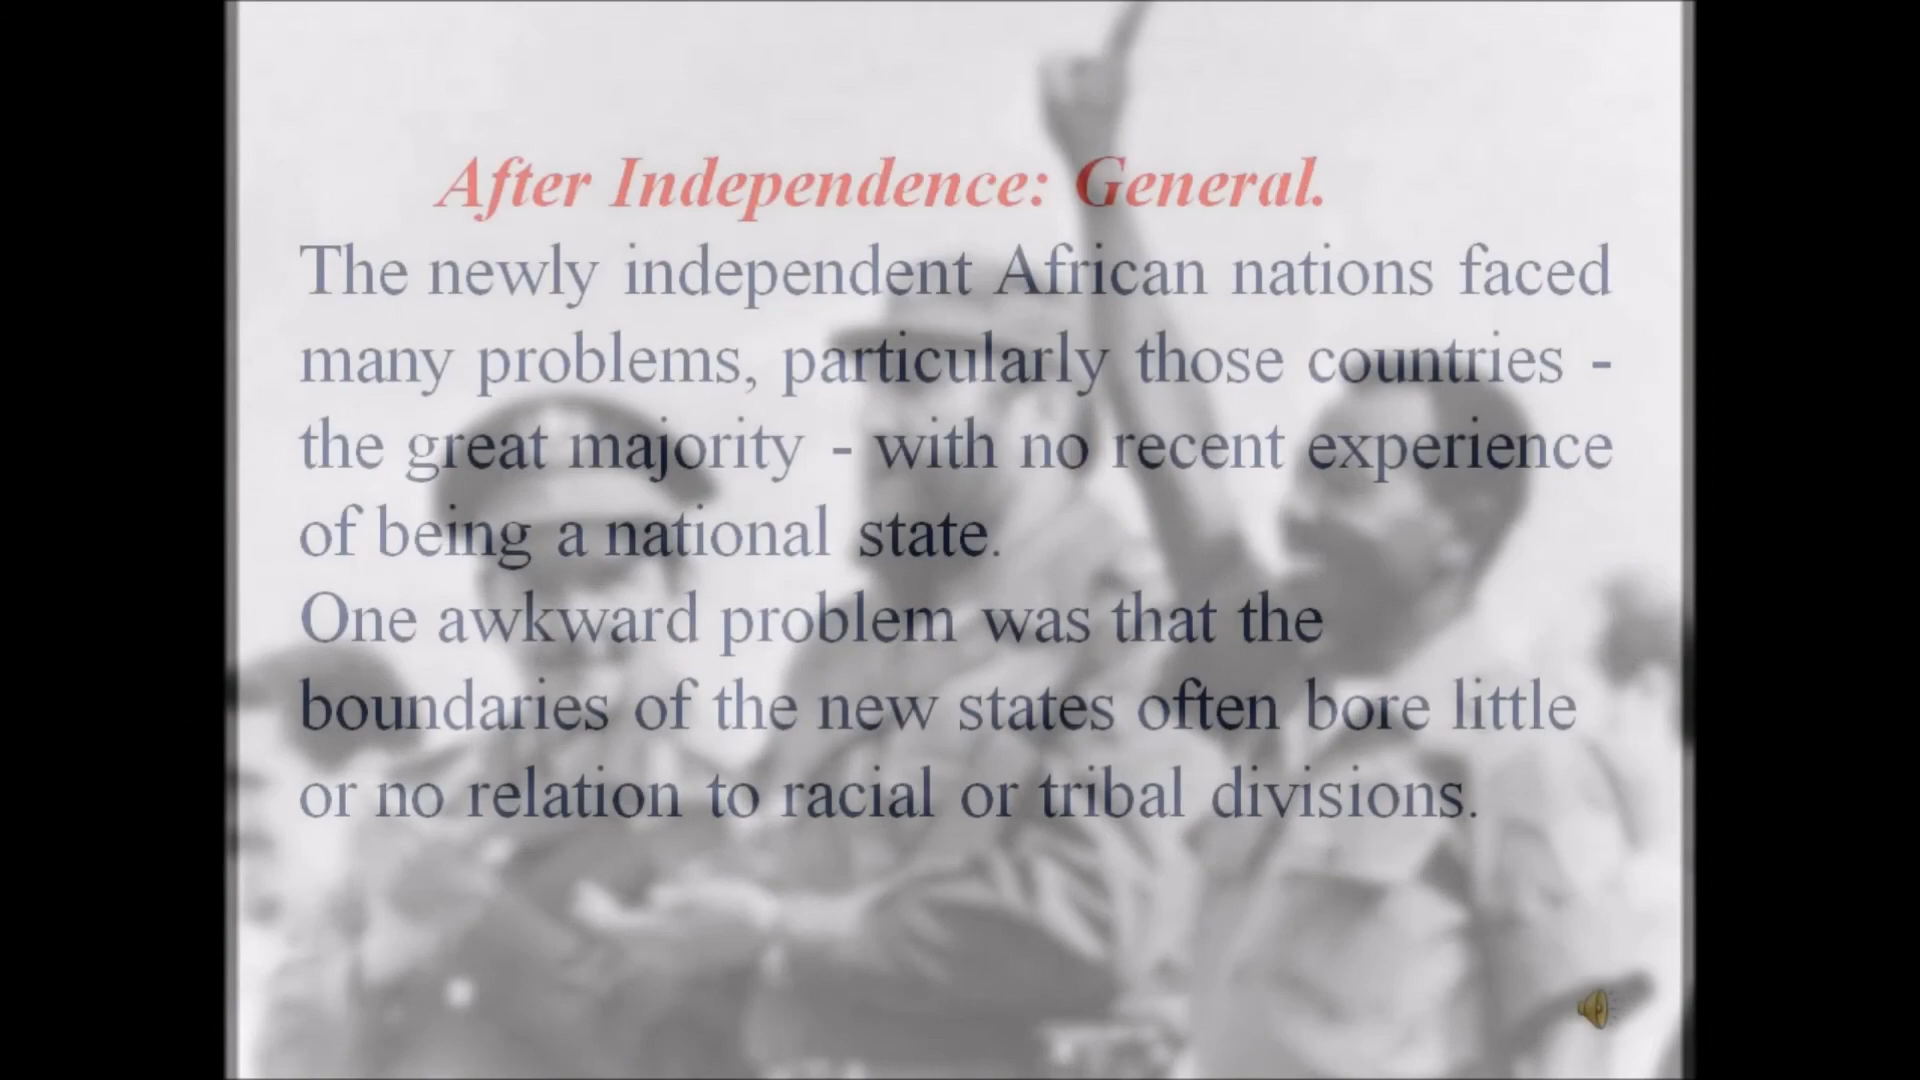 After Independence: General.
The newly independent African nations faced
many problems, particularly those countries -
the great majority - with no recent experience
of being a national state.
One awkward problem was that the
boundaries of the new states often bore little
or no relation to racial or tribal divisions.